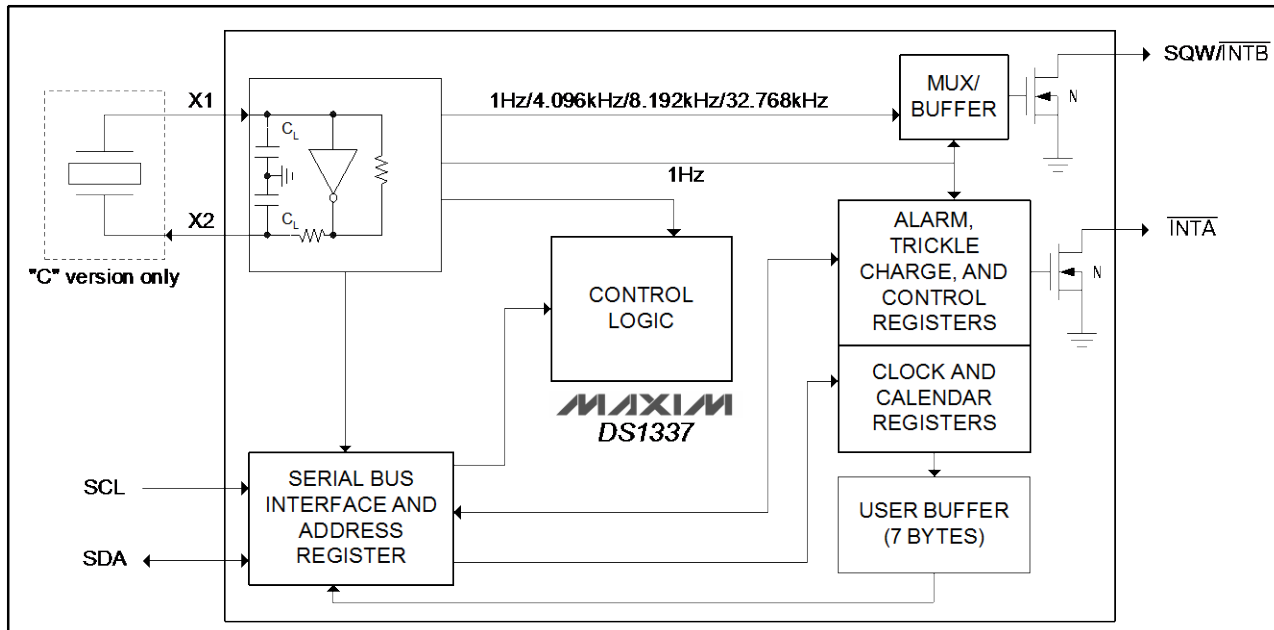 SQW/INTB
MUX/
BUFFER
N
X1
1Hz/4.096kHz/8.192kHz/32.768kHz
CL
1Hz
X2
CL
"C" version only
ALARM,
TRICKLE
CHARGE, AND
CONTROL
REGISTERS
INTA
N
CONTROL
LOGIC
CLOCK AND
CALENDAR
REGISTERS
MAXIM
DS1337
SCL
SDA
SERIAL BUS
INTERFACE AND
ADDRESS
REGISTER
USER BUFFER
(7 BYTES)